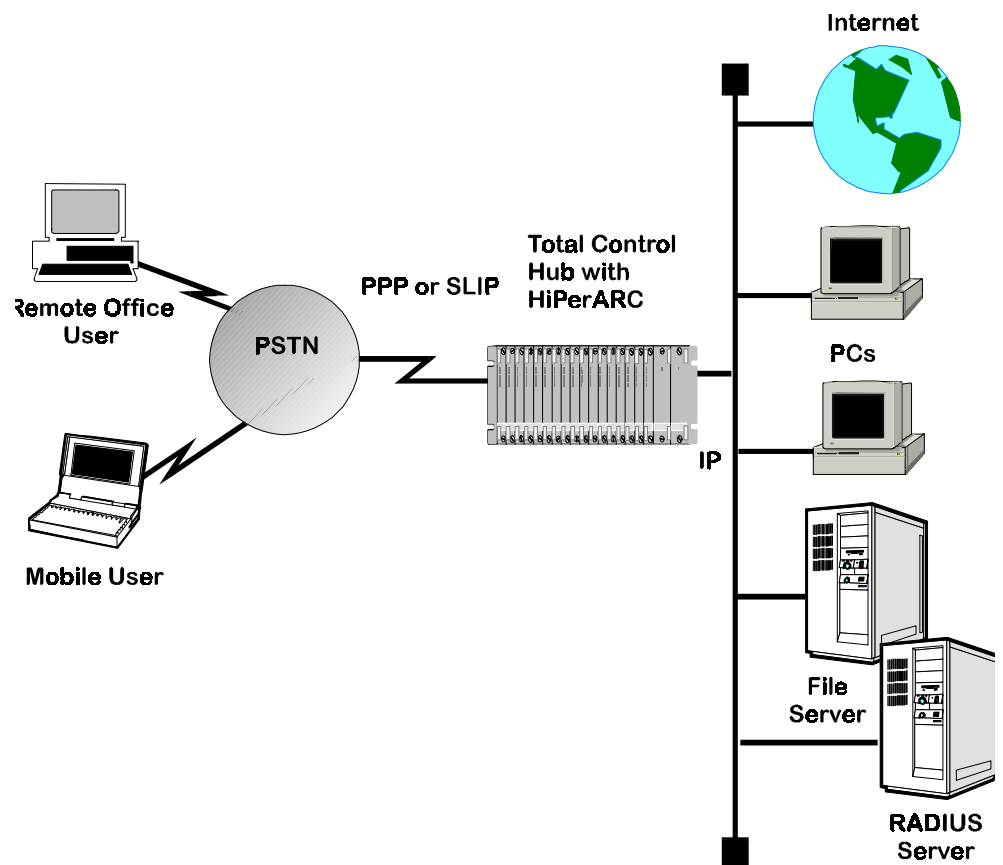 Internet
Total Control
Hub with
HiPerARC
PPP or SLIP
Remote Office
User
PSTN
PCs
IP
Mobile User
File
Server
RADIUS
Server